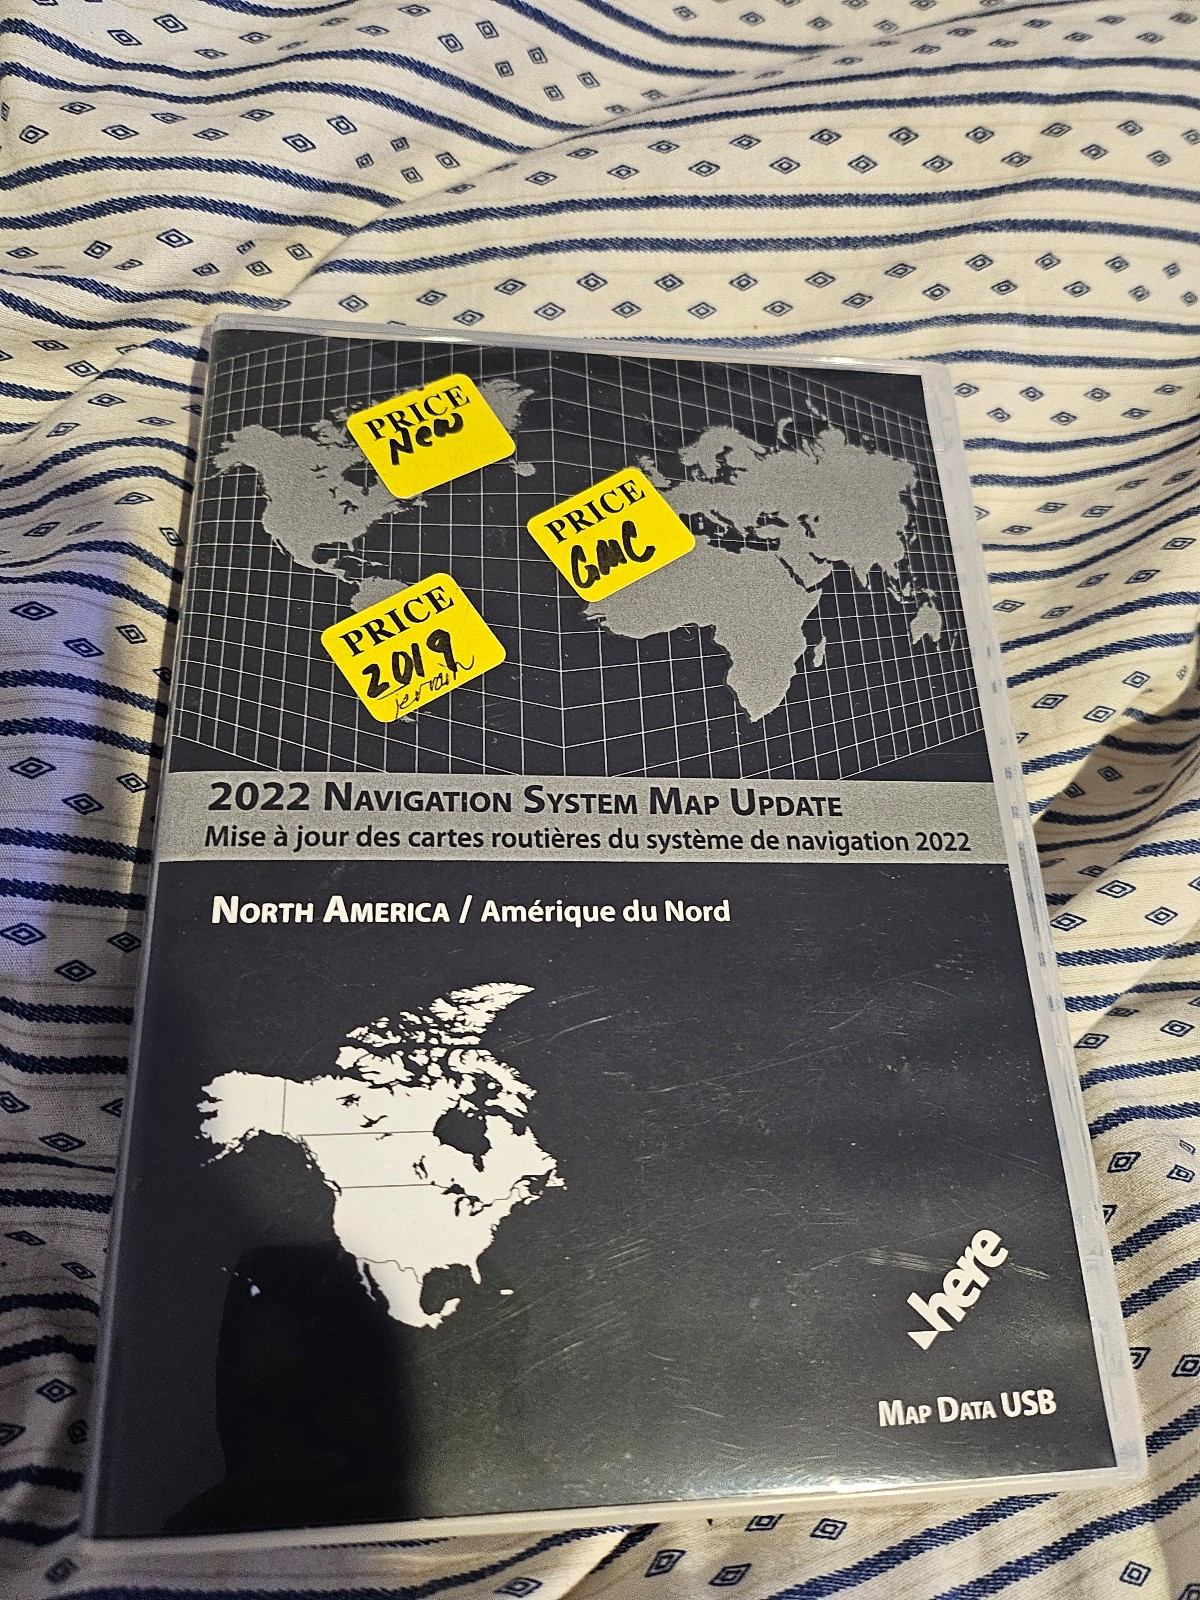 PRICE
New
PRICE
GMC
PRICE
2019
terrain
2022 NAVIGATION SYSTEM MAP UPDATE
Mise à jour des cartes routières du système de navigation 2022
NORTH AMERICA / Amérique du Nord
here
MAP DATA USB